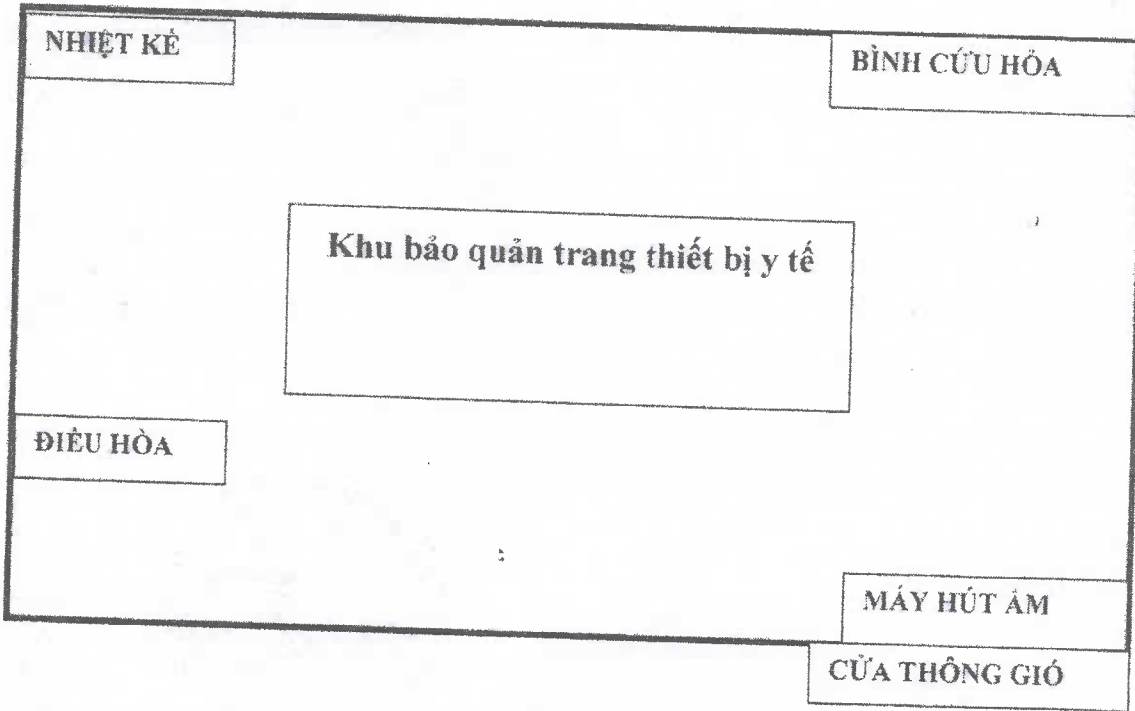 NHIỆT KẾ
BÌNH CỨU HỎA
Khu bảo quản trang thiết bị y tế
ĐIỀU HÒA
MÁY HÚT ẨM
CỬA THÔNG GIÓ